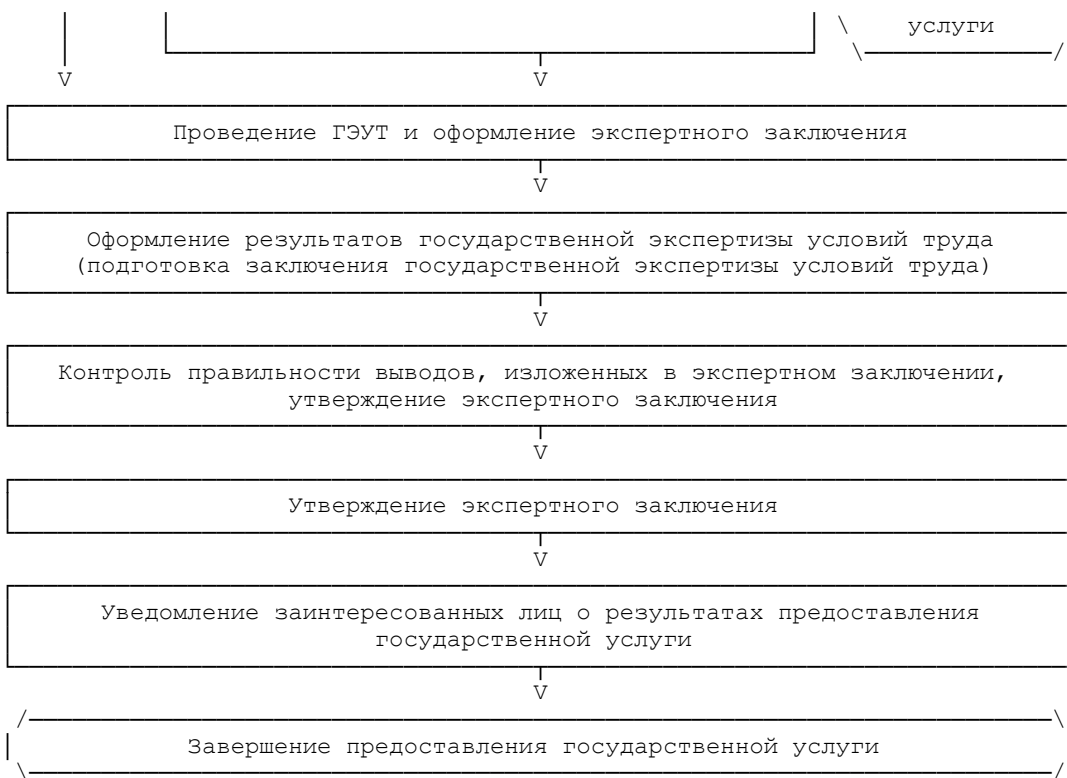 услуги
Проведение ГЭУТ и оформление экспертного заключения
Оформление результатов государственной экспертизы условий труда
(подготовка заключения государственной экспертизы условий труда)
Контроль правильности выводов, изложенных в экспертном заключении,
утверждение экспертного заключения
Утверждение экспертного заключения
Уведомление заинтересованных лиц о результатах предоставления
государственной услуги
Завершение предоставления государственной услуги